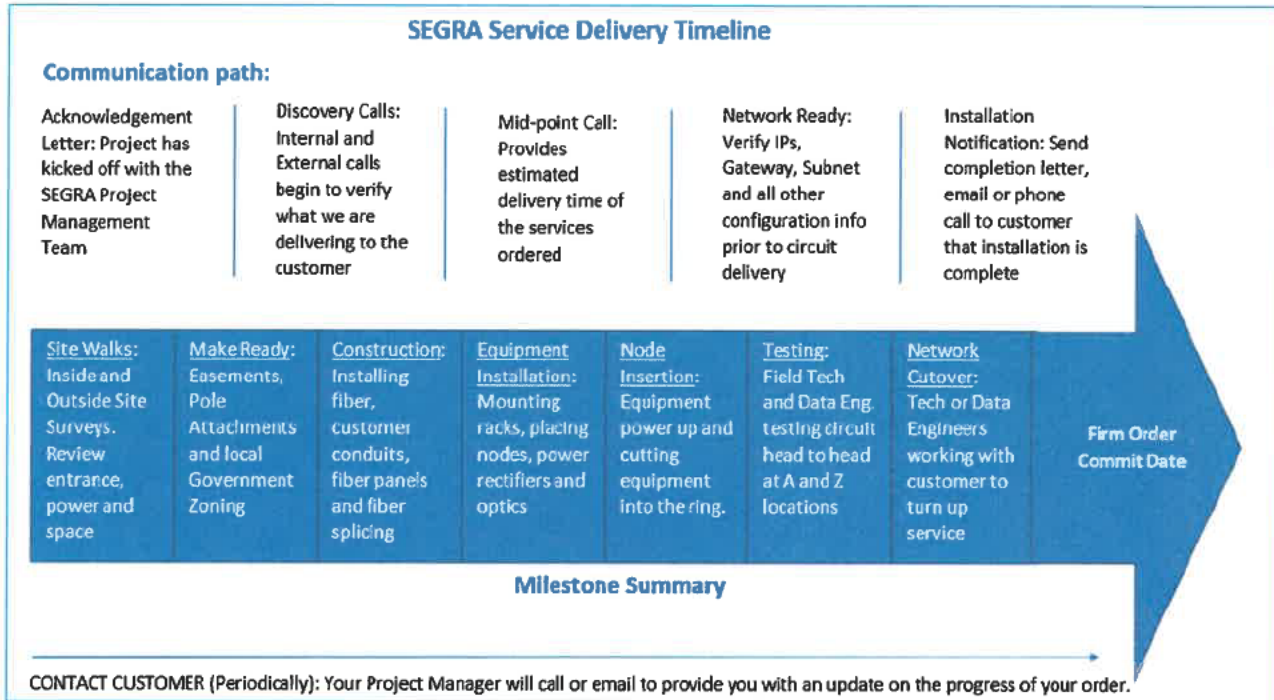 SEGRA Service Delivery Timeline
Communication path:
Acknowledgement
Letter: Project has
kicked off with the
SEGRA Project
Management
Team
Discovery Calls:
Internal and
External calls
begin to verify
what we are
delivering to the
customer
Mid-point Call:
Provides
estimated
delivery time of
the services
ordered
Network Ready:
Verify IPs,
Gateway, Subnet
and all other
configuration info
prior to circuit
delivery
Installation
Notification: Send
completion letter,
email or phone
call to customer
that installation is
complete
Site Walks:
Inside and
Outside Site
Surveys.
Review
entrance,
power and
space
Make Ready:
Easements,
Pole
Attachments
and local
Government
Zoning
Construction:
Installing
fiber,
customer
conduits,
fiber panels
and fiber
splicing
Equipment
Installation:
Mounting
racks, placing
nodes, power
rectifiers and
optics
Node
Insertion:
Equipment
power up and
cutting
equipment
into the ring.
Testing:
Field Tech
and Data Eng.
testing circuit
head to head
at A and Z
locations
Network
Cutover:
Tech or Data
Engineers
working with
customer to
turn up
service
Firm Order
Commit Date
Milestone Summary
CONTACT CUSTOMER (Periodically): Your Project Manager will call or email to provide you with an update on the progress of your order.